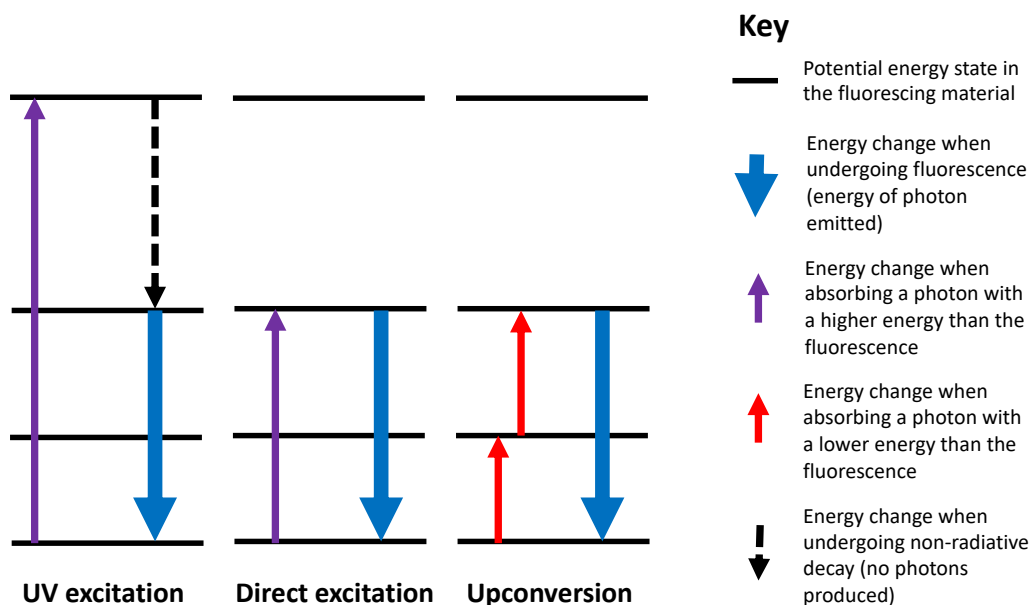 Key
Potential energy state in
the fluorescing material
Energy change when
undergoing fluorescence
(energy of photon
emitted)
Energy change when
absorbing a photon with
a higher energy than the
fluorescence
Energy change when
absorbing a photon with
a lower energy than the
fluorescence
Energy change when
undergoing non-radiative
decay (no photons
produced)
UV excitation
Direct excitation
Upconversion